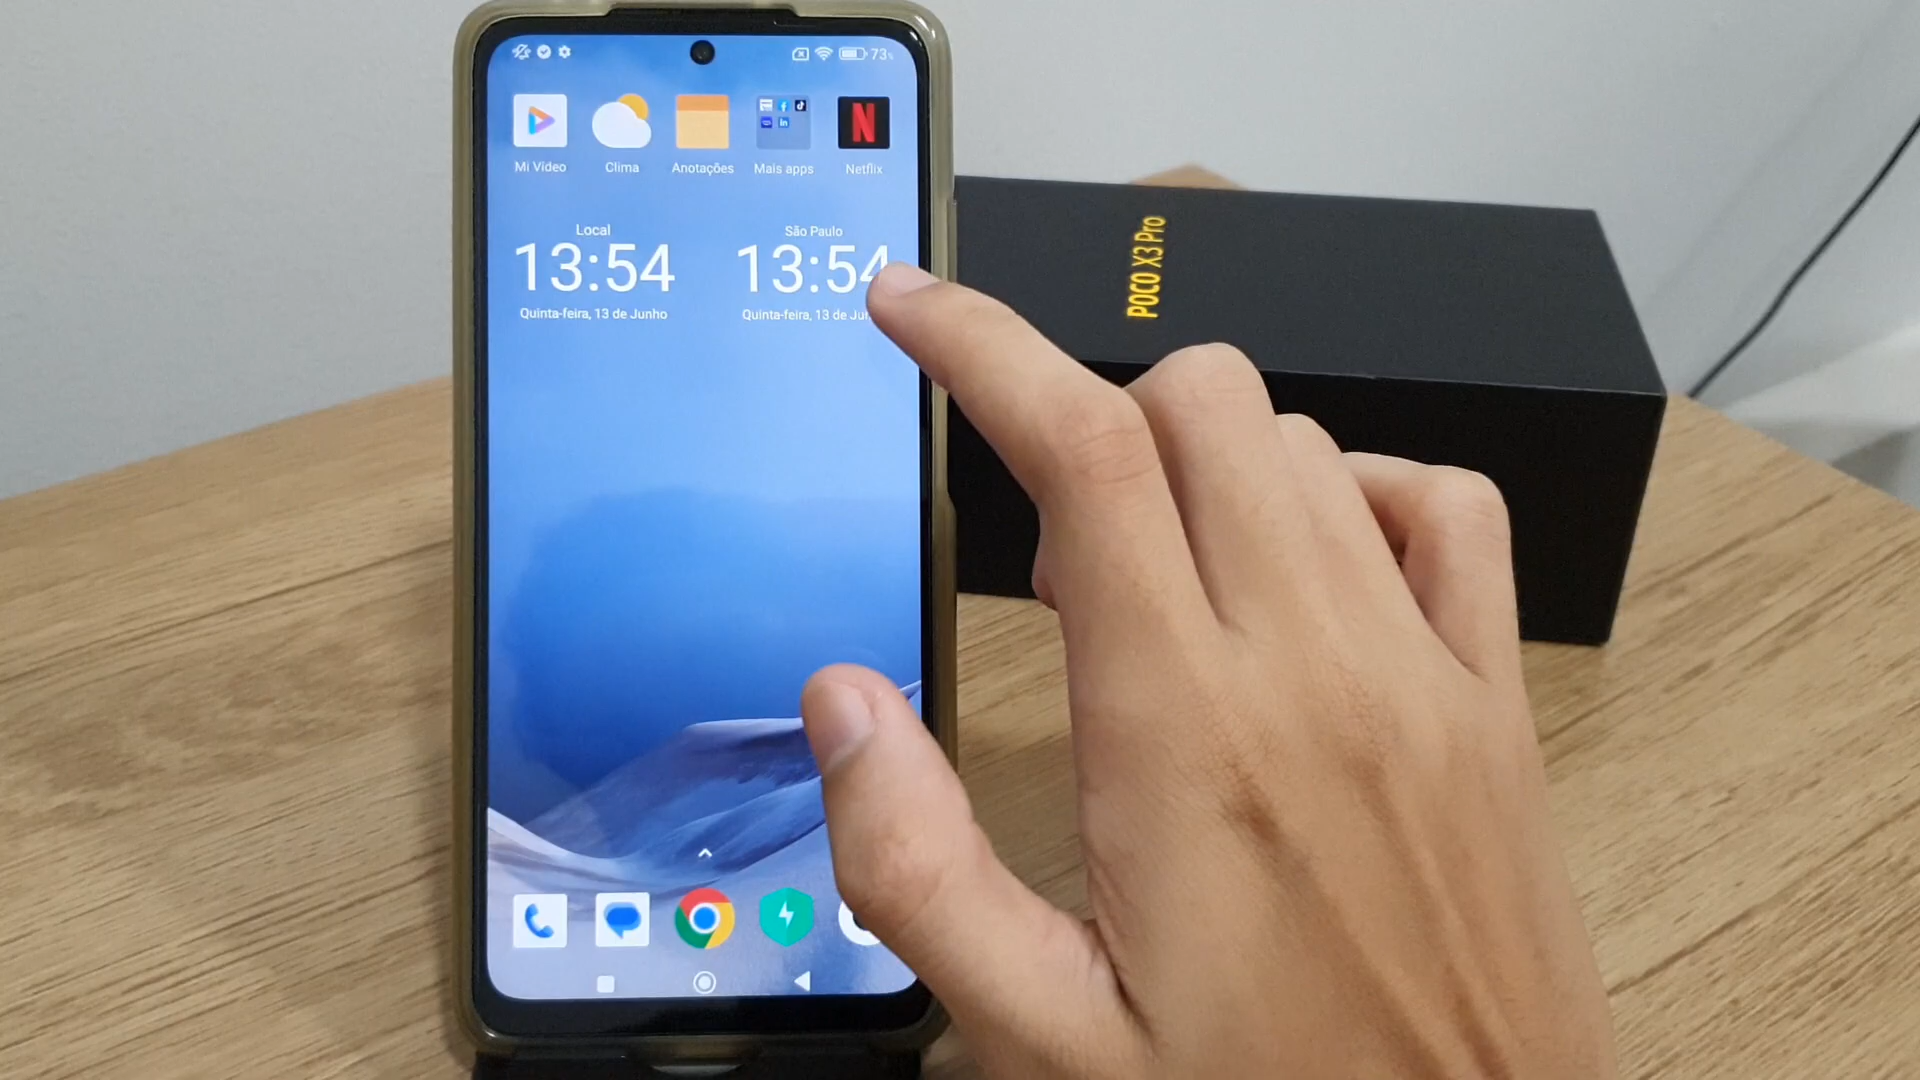 73%
Mi Vídeo
Clima
Anotações
Mais apps
Netflix
Local
São Paulo
13:54
13:54
Quinta-feira, 13 de Junho
Quinta-feira, 13 de Jun
POCO X3 Pro